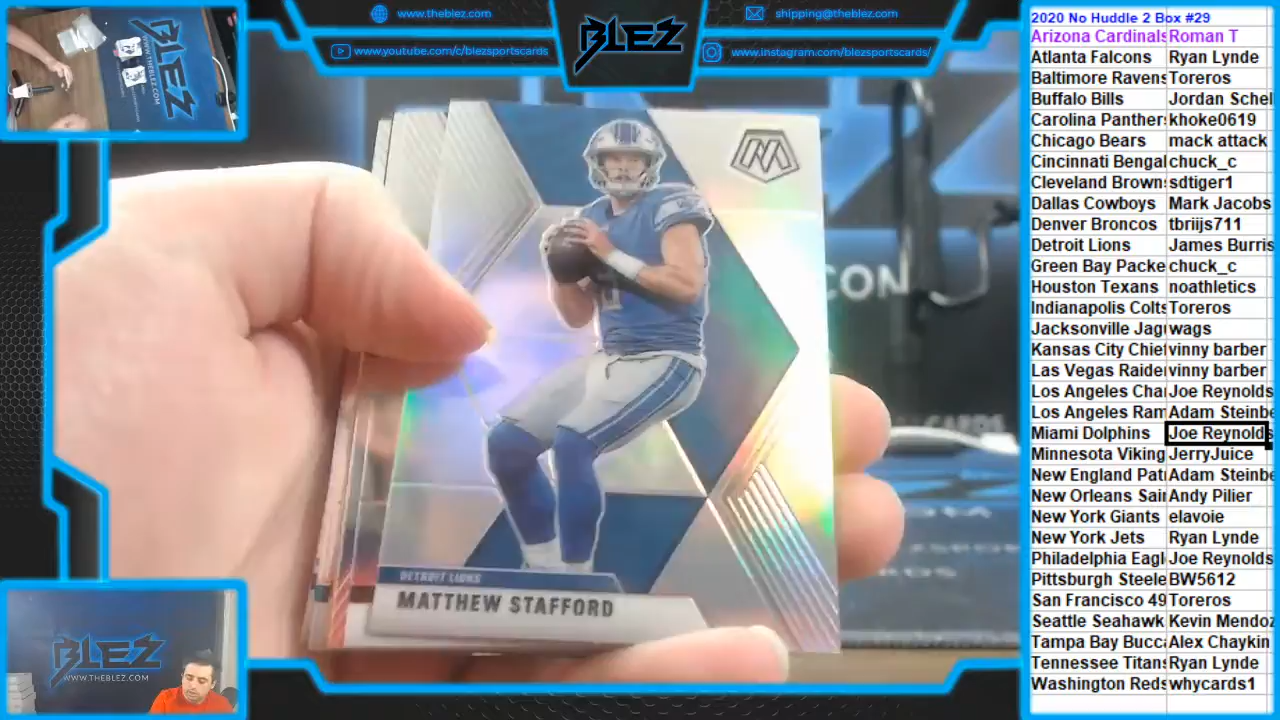 www.theblez.com
shipping@theblez.com
www.youtube.com/c/blezsportscards
www.instagram.com/blezsportscards/
BLEZ
BLEZ
WWW.THEBLEZ.COM
DETROIT LIONS
MATTHEW STAFFORD
BLEZ
WWW.THEBLEZ.COM
2020 No Huddle 2 Box #29
Arizona Cardinals Roman T
Atlanta Falcons Ryan Lynde
Baltimore Ravens Toreros
Buffalo Bills Jordan Schel
Carolina Panthers khoke0619
Chicago Bears mack attack
Cincinnati Bengal chuck_c
Cleveland Browns sdtiger1
Dallas Cowboys Mark Jacobs
Denver Broncos tbriijs711
Detroit Lions James Burris
Green Bay Packe chuck_c
Houston Texans noathletics
Indianapolis Colts Toreros
Jacksonville Jagu wags
Kansas City Chief vinny barber
Las Vegas Raide vinny barber
Los Angeles Cha Joe Reynolds
Los Angeles Ram Adam Steinbe
Miami Dolphins Joe Reynolds
Minnesota Viking JerryJuice
New England Patr Adam Steinbe
New Orleans Sai Andy Pilier
New York Giants elavoie
New York Jets Ryan Lynde
Philadelphia Eagl Joe Reynolds
Pittsburgh Steele BW5612
San Francisco 49 Toreros
Seattle Seahawk Kevin Mendoz
Tampa Bay Bucc Alex Chaykin
Tennessee Titans Ryan Lynde
Washington Reds whycards1